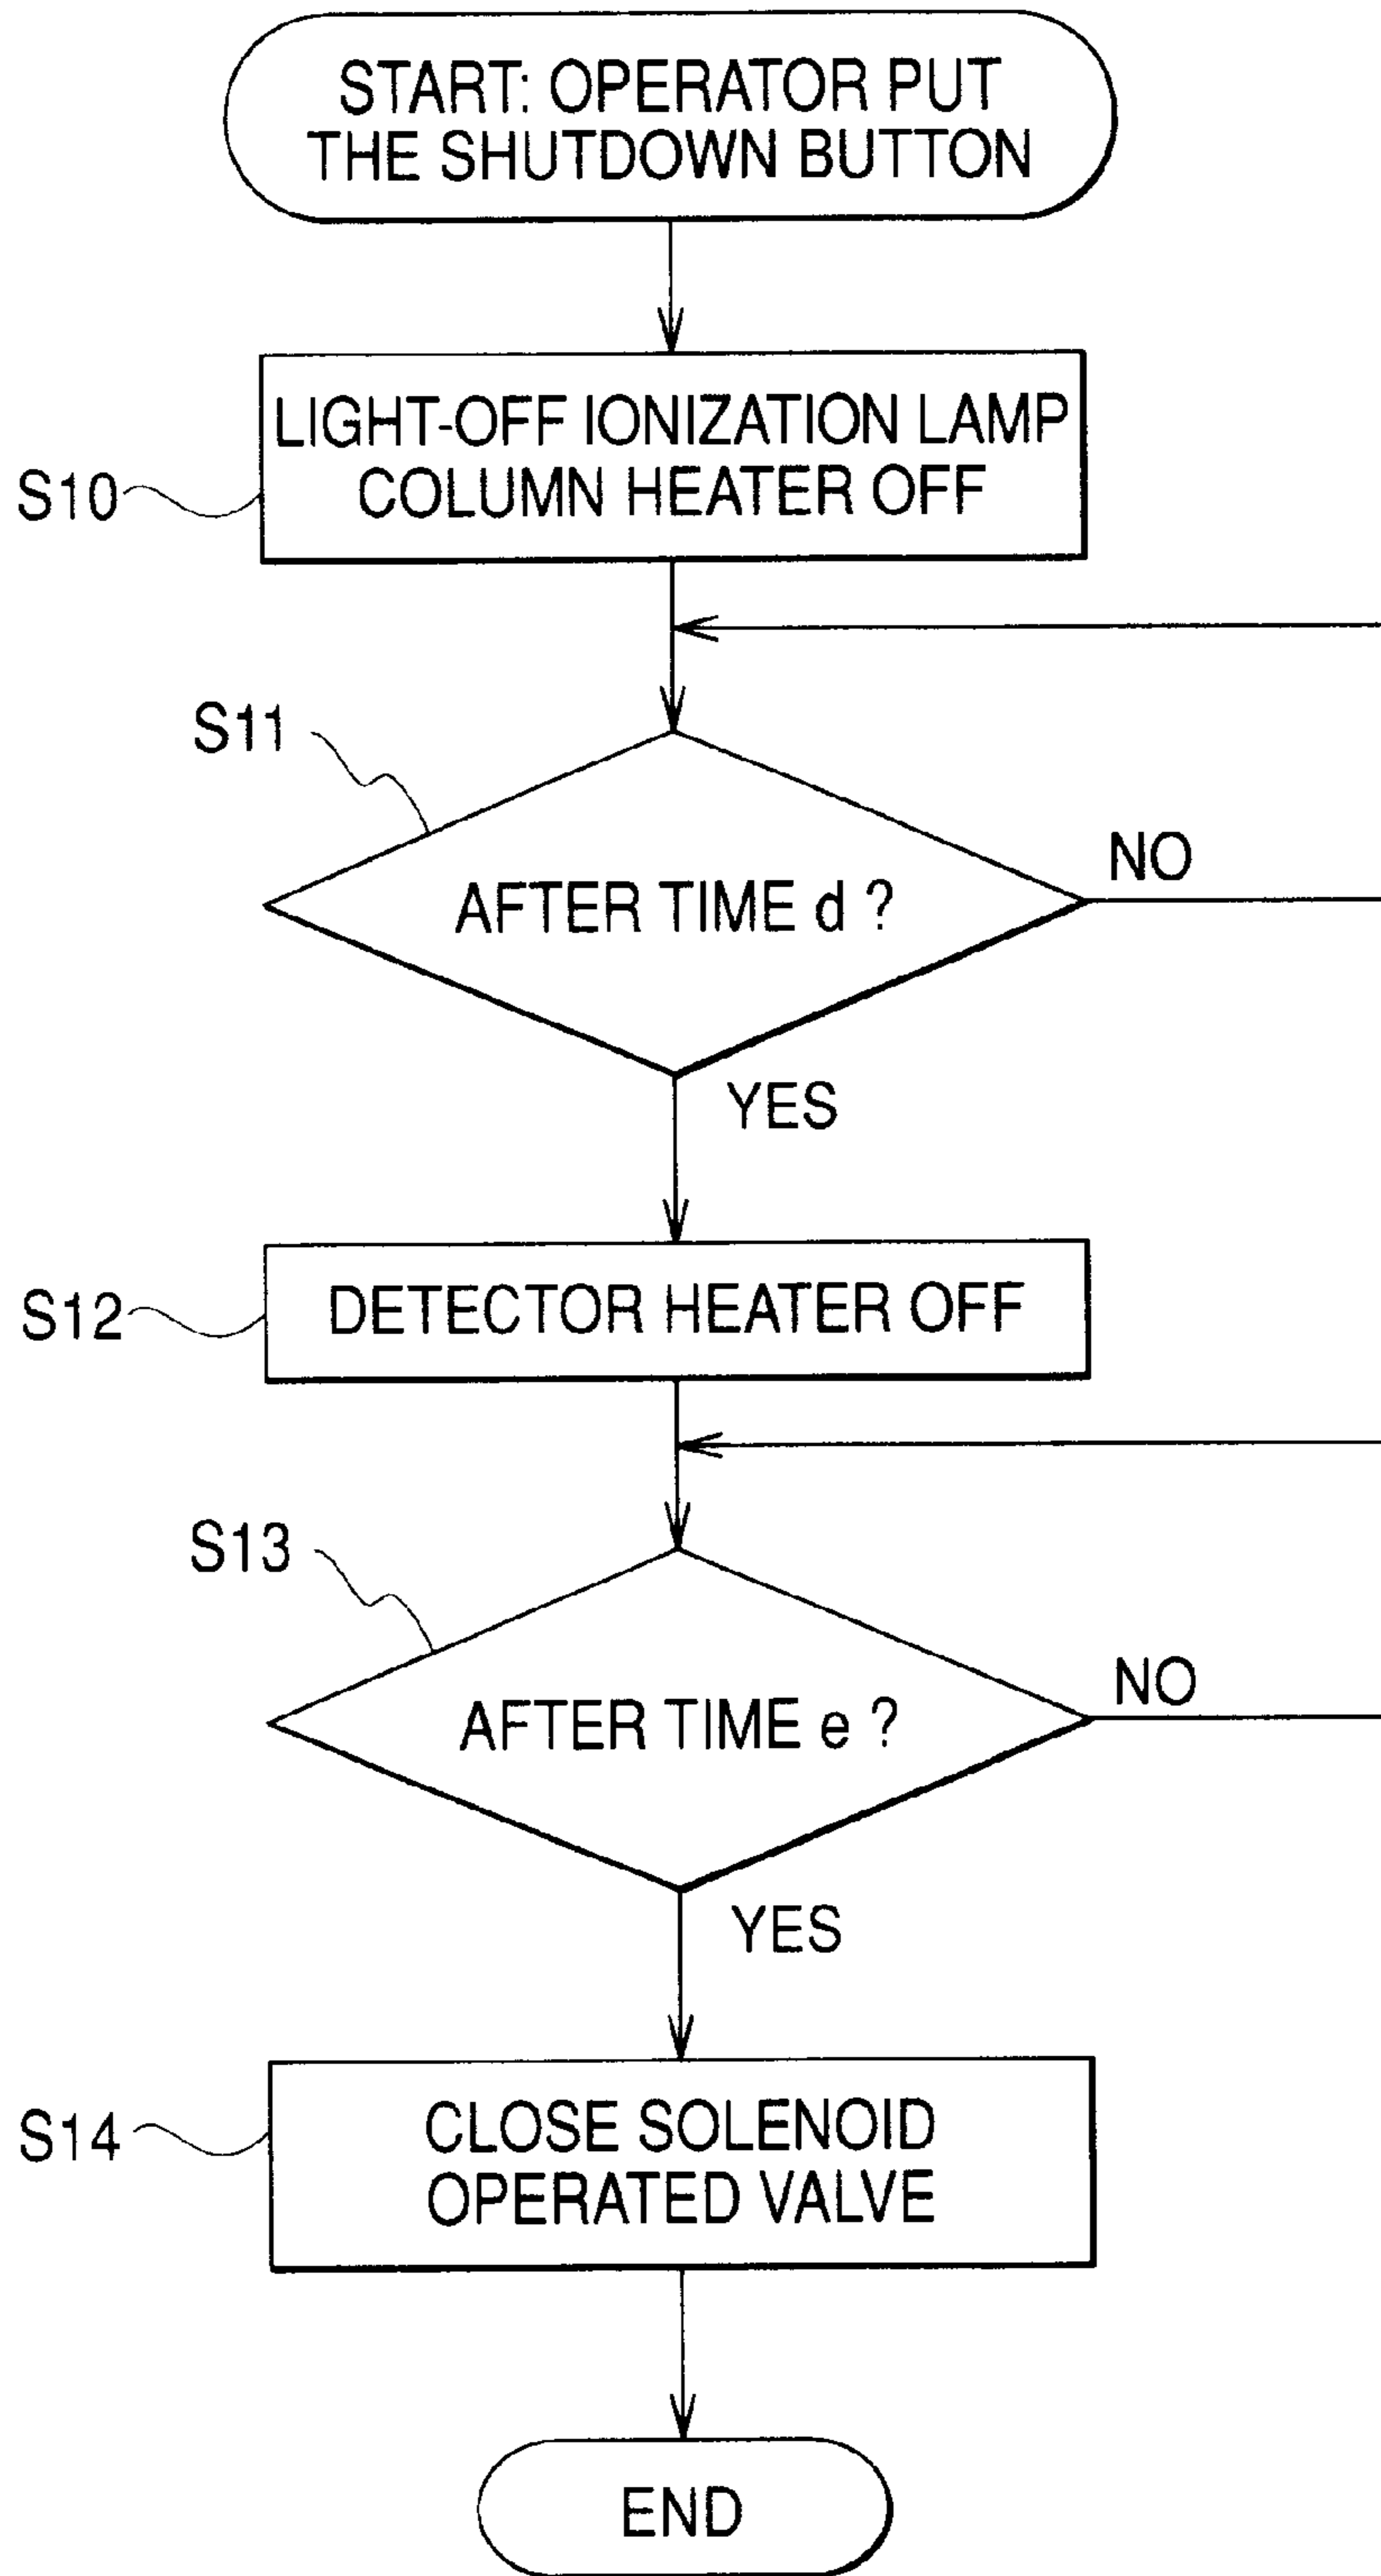 START: OPERATOR PUT
THE SHUTDOWN BUTTON
LIGHT-OFF IONIZATION LAMP
COLUMN HEATER OFF
S10
S11
AFTER TIME d ?
NO
YES
S12
DETECTOR HEATER OFF
S13
AFTER TIME e ?
NO
YES
S14
CLOSE SOLENOID
OPERATED VALVE
END